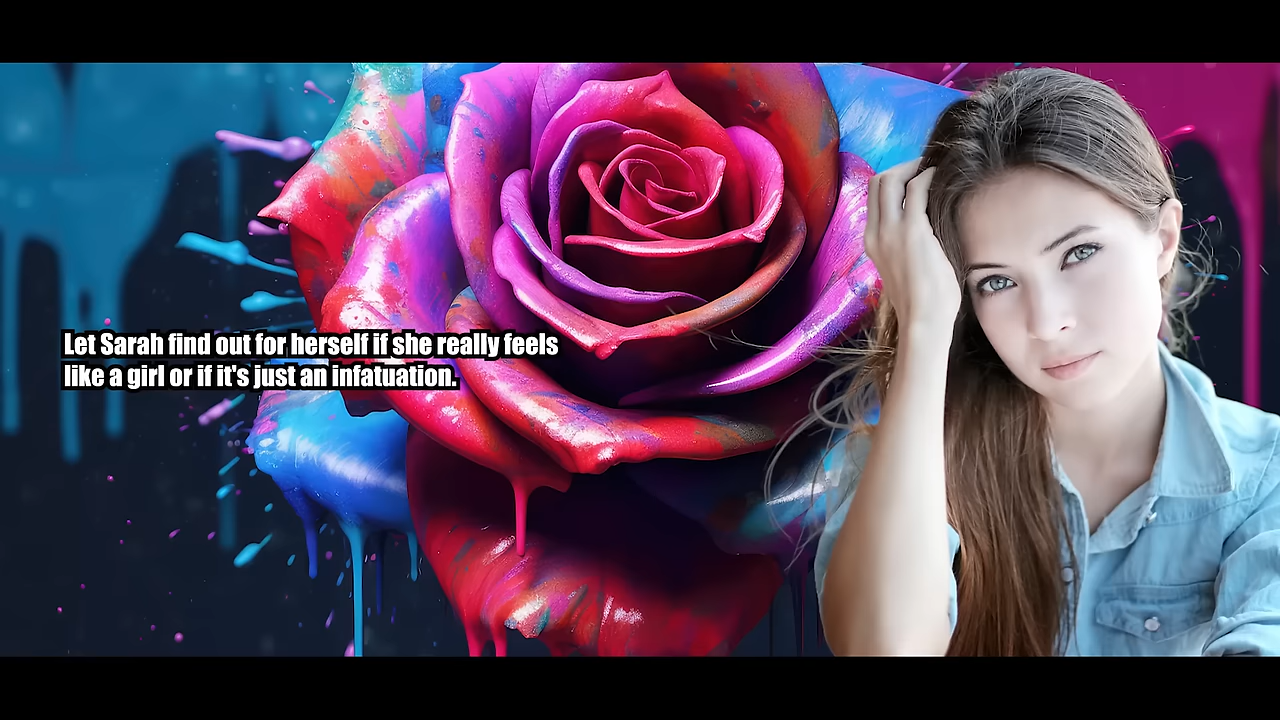 Let Sarah find out for herself if she really feels
like a girl or if it's just an infatuation.